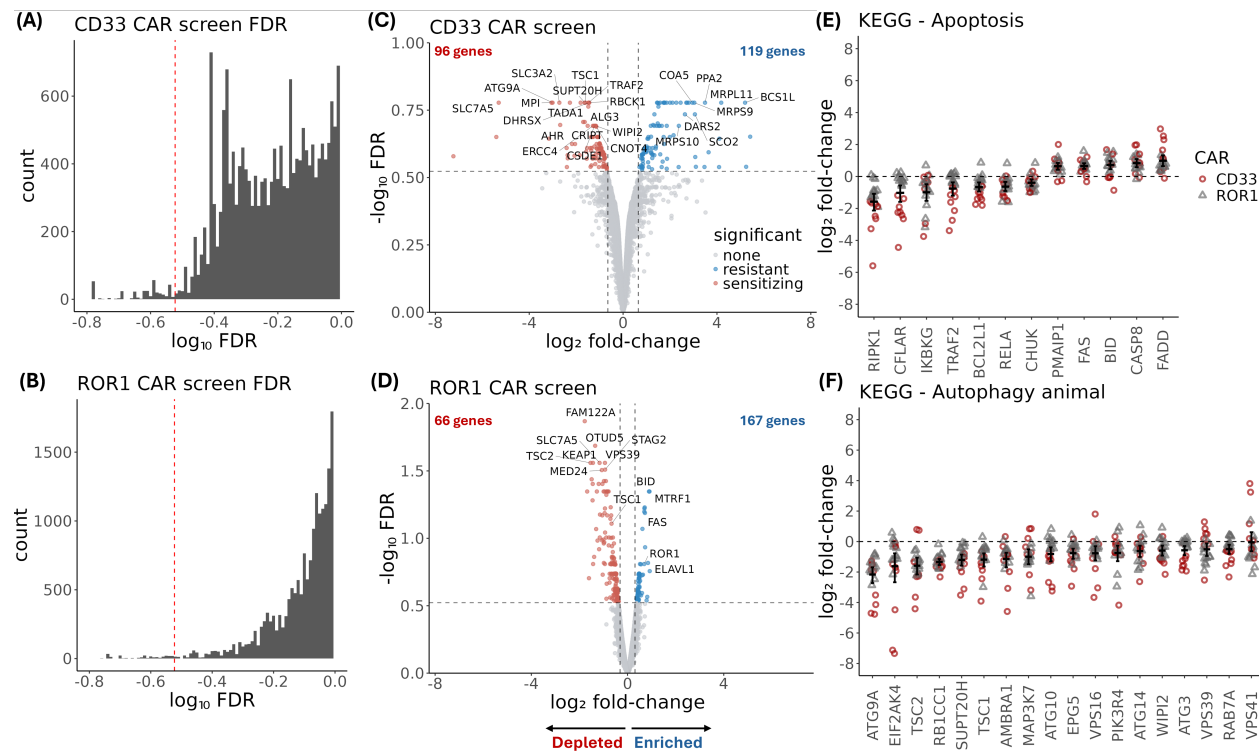 (A)
CD33 CAR screen FDR
600
400
200
0
count
-0.8
-0.6
-0.4
-0.2
0.0
log₁₀ FDR
(B)
ROR1 CAR screen FDR
1500
1000
500
0
count
-0.8
-0.6
-0.4
-0.2
0.0
log₁₀ FDR
(C)
CD33 CAR screen
96 genes
119 genes
1.00
0.75
0.50
0.25
0.00
-log₁₀ FDR
SLC3A2
TSC1
ATG9A
SUPT20H
TRAF2
MPI
RBCK1
SLC7A5
TADA1
DHRSX
ALG3
AHR
CRIPT
WIPI2
ERCC4
CSDE1
CNOT4
COA5
PPA2
MRPL11
BCS1L
MRPS9
DARS2
MRPS10
SCO2
significant
none
resistant
sensitizing
-8
-4
0
4
8
log₂ fold-change
(D)
ROR1 CAR screen
66 genes
167 genes
2.0
1.5
1.0
0.5
0.0
-log₁₀ FDR
FAM122A
SLC7A5
OTUD5
STAG2
TSC2
KEAP1
VPS39
MED24
TSC1
BID
MTRF1
FAS
ROR1
ELAVL1
-8
-4
0
4
log₂ fold-change
Depleted
Enriched
(E)
KEGG - Apoptosis
8
6
4
2
0
-2
-4
-6
-8
log₂ fold-change
RIPK1
CFLAR
IKBKG
TRAF2
BCL2L1
RELA
CHUK
PMAIP1
FAS
BID
CASP8
FADD
CAR
CD33
ROR1
(F)
KEGG - Autophagy animal
8
6
4
2
0
-2
-4
-6
-8
log₂ fold-change
ATG9A
EIF2AK4
TSC2
RB1CC1
SUPT20H
TSC1
AMBRA1
MAP3K7
ATG10
EPG5
VPS16
PIK3R4
ATG14
WIPI2
ATG3
VPS39
RAB7A
VPS41